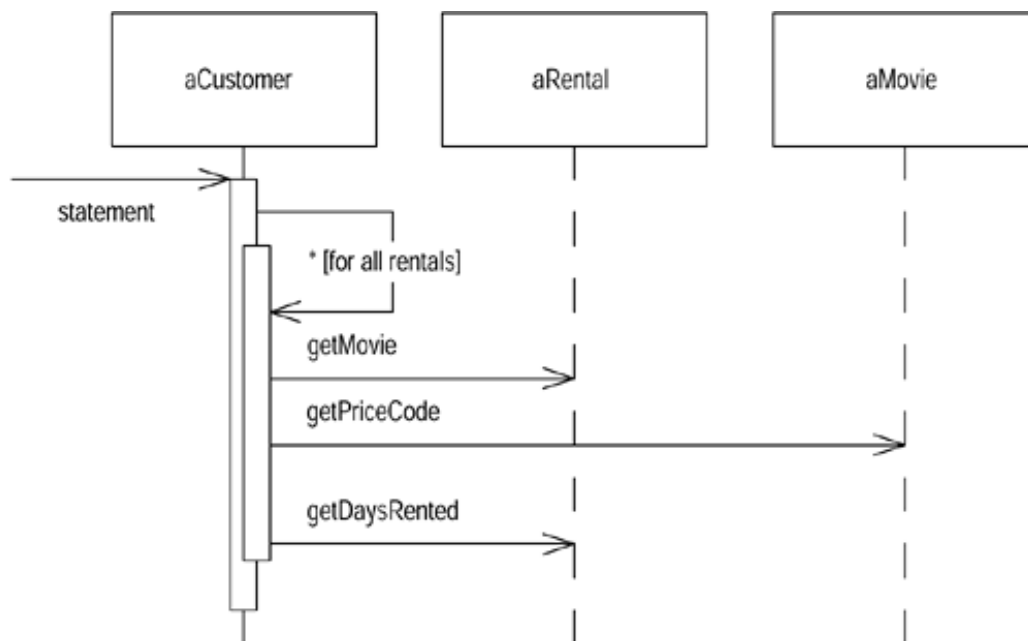 aCustomer
aRental
aMovie
statement
* [for all rentals]
getMovie
getPriceCode
getDaysRented